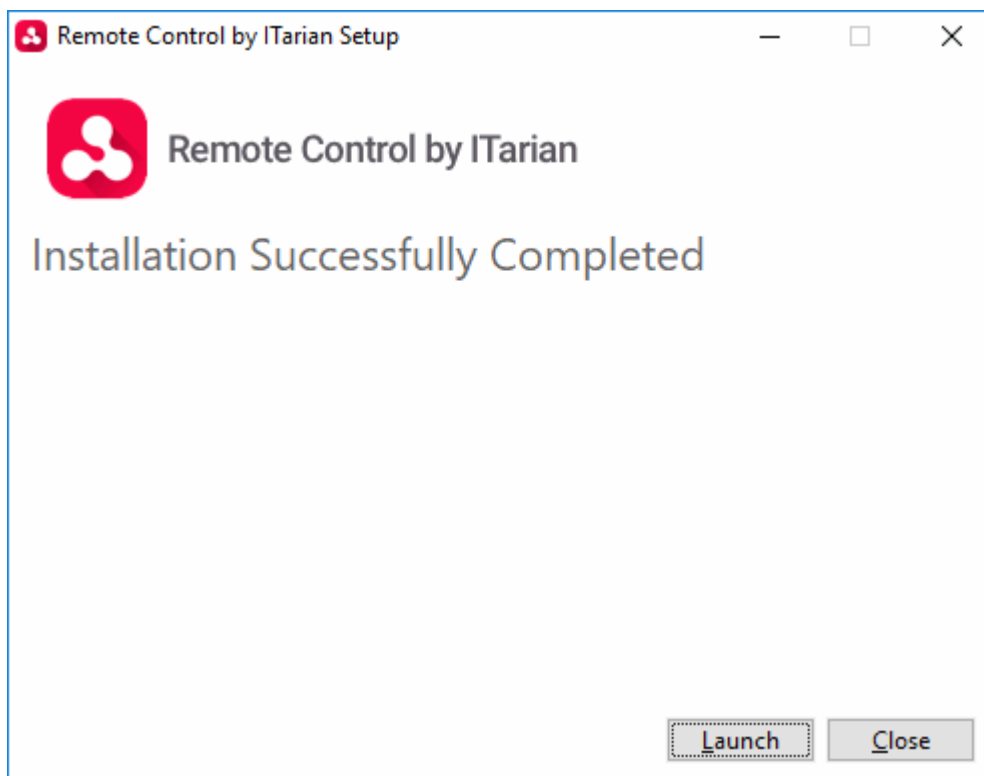 Remote Control by ITarian Setup
Remote Control by ITarian
Installation Successfully Completed
Launch Close